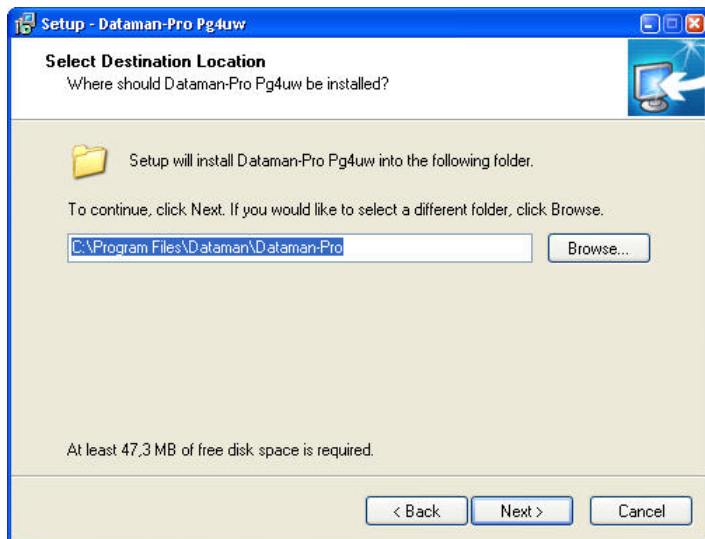 Setup - Dataman-Pro Pg4uw
Select Destination Location
Where should Dataman-Pro Pg4uw be installed?
Setup will install Dataman-Pro Pg4uw into the following folder.
To continue, click Next. If you would like to select a different folder, click Browse.
C:\Program Files\Dataman\Dataman-Pro
Browse...
At least 47,3 MB of free disk space is required.
< Back
Next >
Cancel